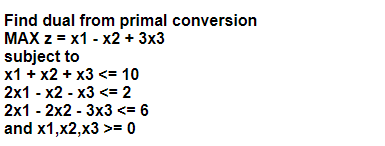 Find dual from primal conversion
MAX z = x1 - x2 + 3x3
subject to
x1 + x2 + x3 <= 10
2x1 - x2 - x3 <= 2
2x1 - 2x2 - 3x3 <= 6
and x1,x2,x3 >= 0